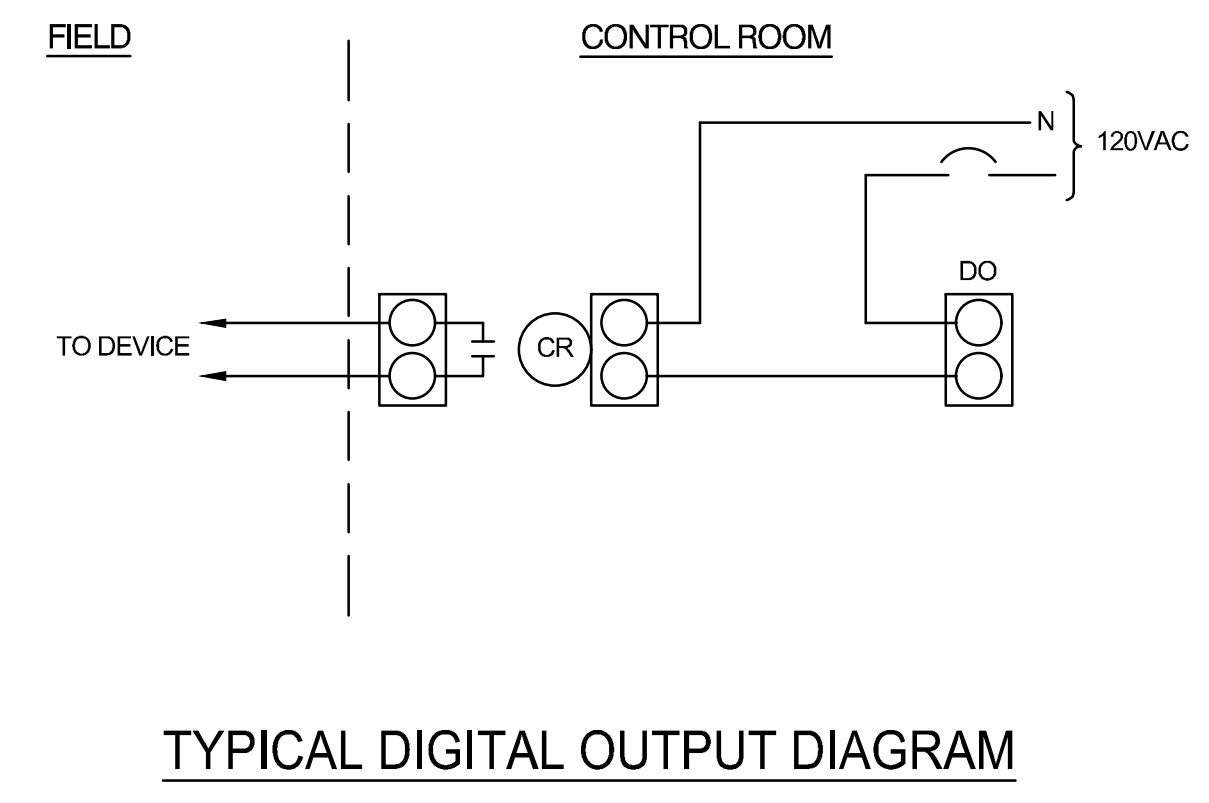 FIELD
CONTROL ROOM
N
120VAC
DO
TO DEVICE
CR
TYPICAL DIGITAL OUTPUT DIAGRAM